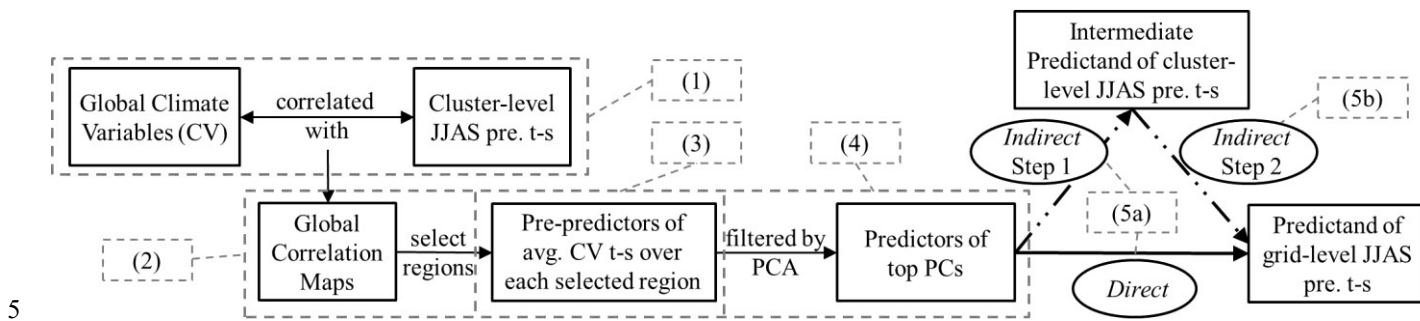 Global Climate
Variables (CV)
correlated
with
Cluster-level
JJAS pre. t-s
(1)
Intermediate
Predictand of cluster-
level JJAS pre. t-s
(5b)
(3)
(4)
Indirect
Step 1
Indirect
Step 2
(5a)
(2)
Global
Correlation
Maps
select
regions
Pre-predictors of
avg. CV t-s over
each selected region
filtered by
PCA
Predictors of
top PCs
Direct
Predictand of
grid-level JJAS
pre. t-s
5